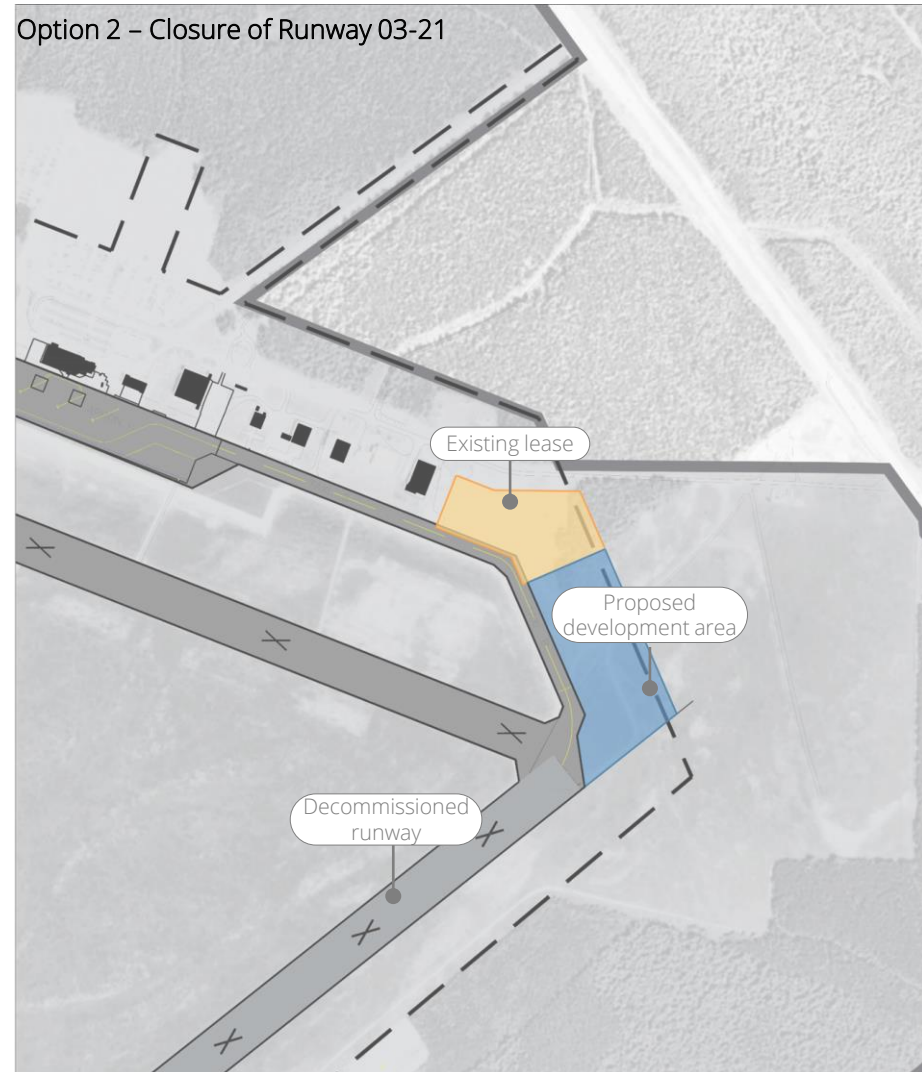 Option 2 – Closure of Runway 03-21
Existing lease
Proposed
development area
Decommissioned
runway